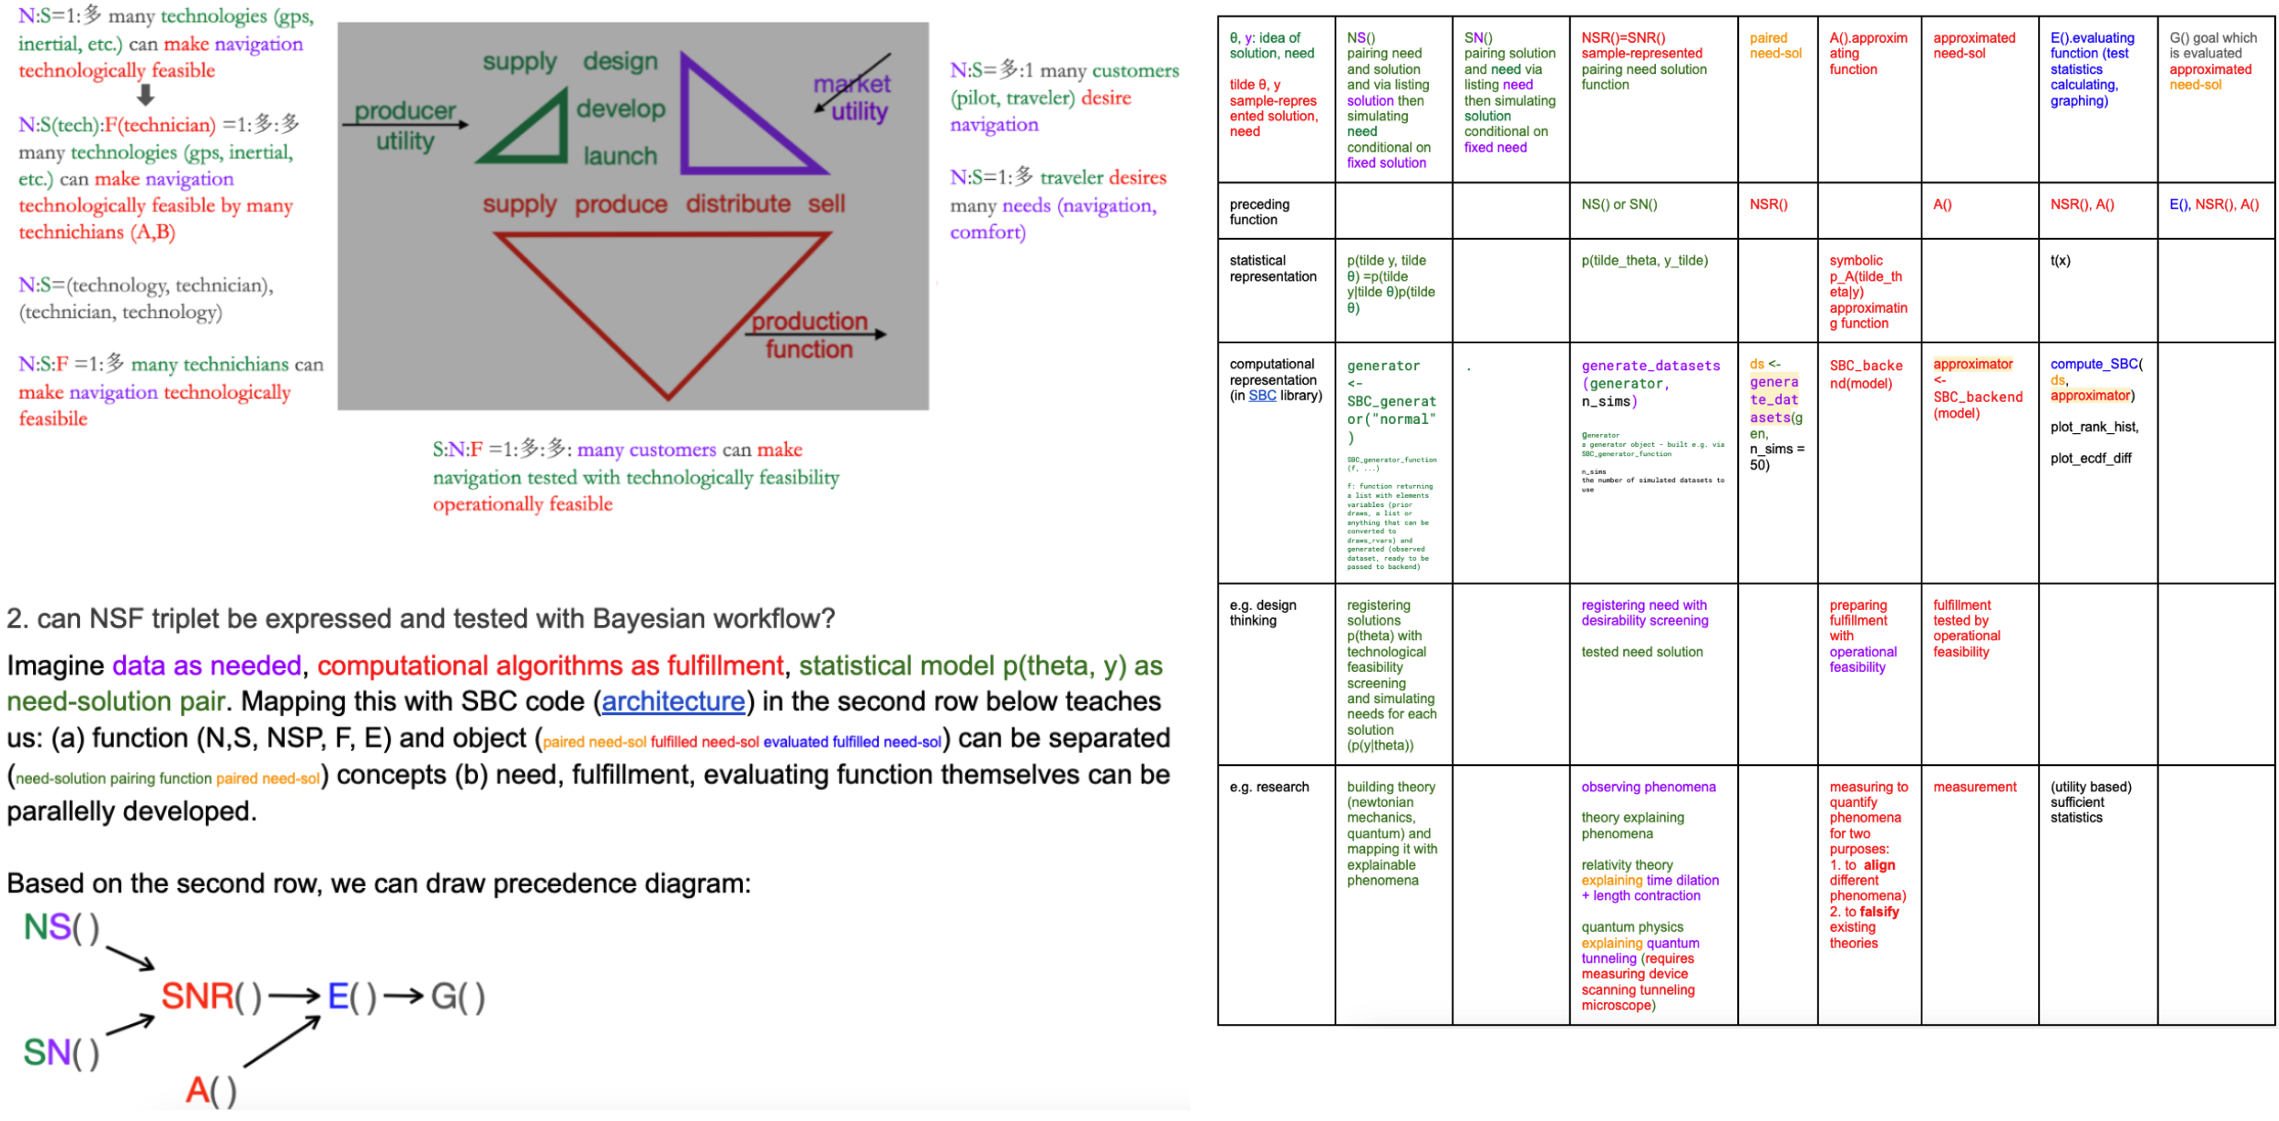 N:S=1:多 many technologies (gps,
inertial, etc.) can make navigation
technologically feasible
N:S(tech):F(technician) =1:多:多
many technologies (gps, inertial,
etc.) can make navigation
technologically feasible by many
technichians (A,B)
N:S=(technology, technician),
(technician, technology)
N:S:F =1:多 many technichians can
make navigation technologically
feasibile
producer
utility
supply design
develop
launch
market
utility
supply produce distribute sell
production
function
N:S=多:1 many customers
(pilot, traveler) desire
navigation
N:S=1:多 traveler desires
many needs (navigation,
comfort)
S:N:F =1:多:多: many customers can make
navigation tested with technologically feasibility
operationally feasible
2. can NSF triplet be expressed and tested with Bayesian workflow?
Imagine data as needed, computational algorithms as fulfillment, statistical model p(theta, y) as
need-solution pair. Mapping this with SBC code (architecture) in the second row below teaches
us: (a) function (N,S, NSP, F, E) and object (paired need-sol fulfilled need-sol evaluated fulfilled need-sol) can be separated
(need-solution pairing function paired need-sol) concepts (b) need, fulfillment, evaluating function themselves can be
parallelly developed.
Based on the second row, we can draw precedence diagram:
NS()
SNR() E() G()
SN()
A()
θ, y: idea of
solution, need
tilde θ, y
sample-repres
ented solution,
need
NS()
pairing need
and solution
and via listing
solution then
simulating
need
conditional on
fixed solution
SN()
pairing solution
and need via
listing need
then simulating
solution
conditional on
fixed need
NSR()=SNR()
sample-represented
pairing need solution
function
paired
need-sol
A().approxim
ating
function
approximated
need-sol
E().evaluating
function (test
statistics
calculating,
graphing)
G() goal which
is evaluated
approximated
need-sol
preceding
function
NS() or SN()
NSR()
A()
NSR(), A()
E(), NSR(), A()
statistical
representation
p(tilde y, tilde
θ) =p(tilde
y|tilde θ)p(tilde
θ)
p(tilde_theta, y_tilde)
symbolic
p_A(tilde_th
eta|y)
approximatin
g function
t(x)
computational
representation
(in SBC library)
generator
<-
SBC_generat
or("normal"
)
SBC_generator_function
(f, ...)
f: function returning
a list with elements
variables (prior
draws, a list or
anything that can be
converted to
draws_rvars) and
generated (observed
dataset, ready to be
passed to backend)
.
generate_datasets
(generator,
n_sims)
generator
a generator object - built e.g. via
SBC_generator_function
n_sims
the number of simulated datasets to
use
ds <-
genera
te_dat
asets(g
en,
n_sims =
50)
SBC_backe
nd(model)
approximator
<-
SBC_backend
(model)
compute_SBC(
ds,
approximator)
plot_rank_hist,
plot_ecdf_diff
e.g. design
thinking
registering
solutions
p(theta) with
technological
feasibility
screening
and simulating
needs for each
solution
(p(y|theta))
registering need with
desirability screening
tested need solution
preparing
fulfillment
with
operational
feasibility
fulfillment
tested by
operational
feasibility
e.g. research
building theory
(newtonian
mechanics,
quantum) and
mapping it with
explainable
phenomena
observing phenomena
theory explaining
phenomena
relativity theory
explaining time dilation
+ length contraction
quantum physics
explaining quantum
tunneling (requires
measuring device
scanning tunneling
microscope)
measuring to
quantify
phenomena
for two
purposes:
1. to align
different
phenomena)
2. to falsify
existing
theories
measurement
(utility based)
sufficient
statistics